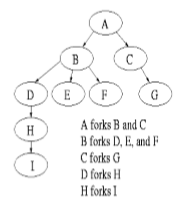 A
B
C
D
E
F
G
H
I
A forks B and C
B forks D, E, and F
C forks G
D forks H
H forks I